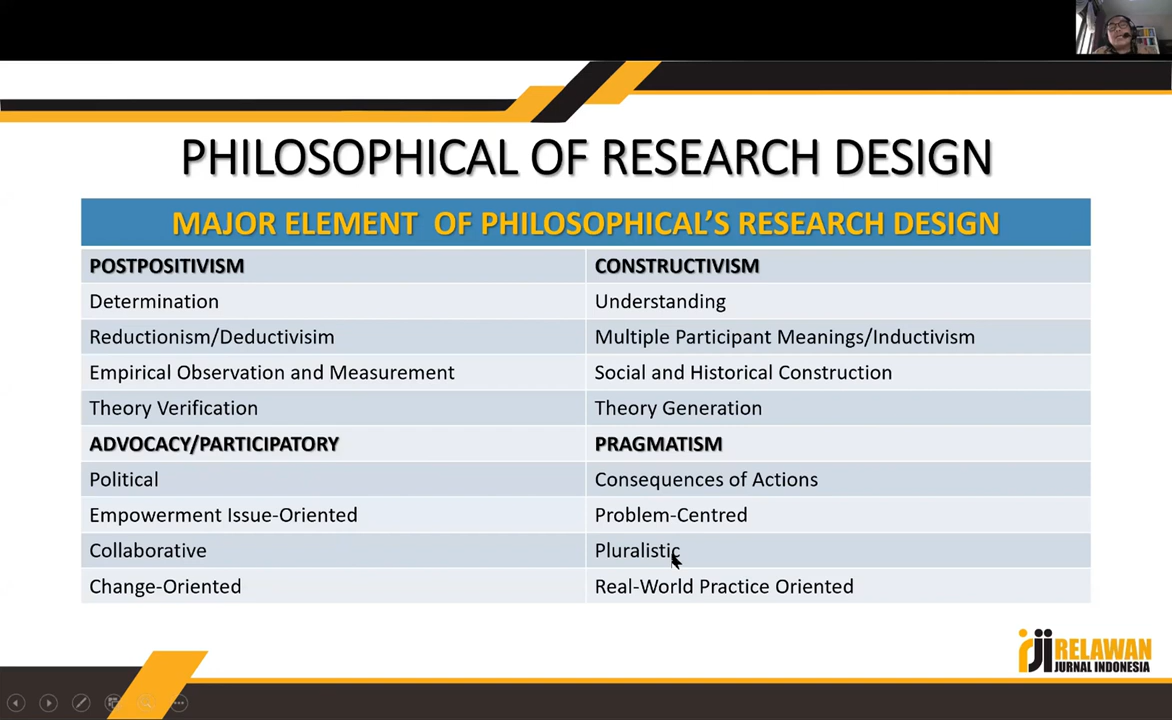 PHILOSOPHICAL OF RESEARCH DESIGN
MAJOR ELEMENT OF PHILOSOPHICAL'S RESEARCH DESIGN
POSTPOSITIVISM CONSTRUCTIVISM
Determination Understanding
Reductionism/Deductivisim Multiple Participant Meanings/Inductivism
Empirical Observation and Measurement Social and Historical Construction
Theory Verification Theory Generation
ADVOCACY/PARTICIPATORY PRAGMATISM
Political Consequences of Actions
Empowerment Issue-Oriented Problem-Centred
Collaborative Pluralistic
Change-Oriented Real-World Practice Oriented
RELAWAN
JURNAL INDONESIA